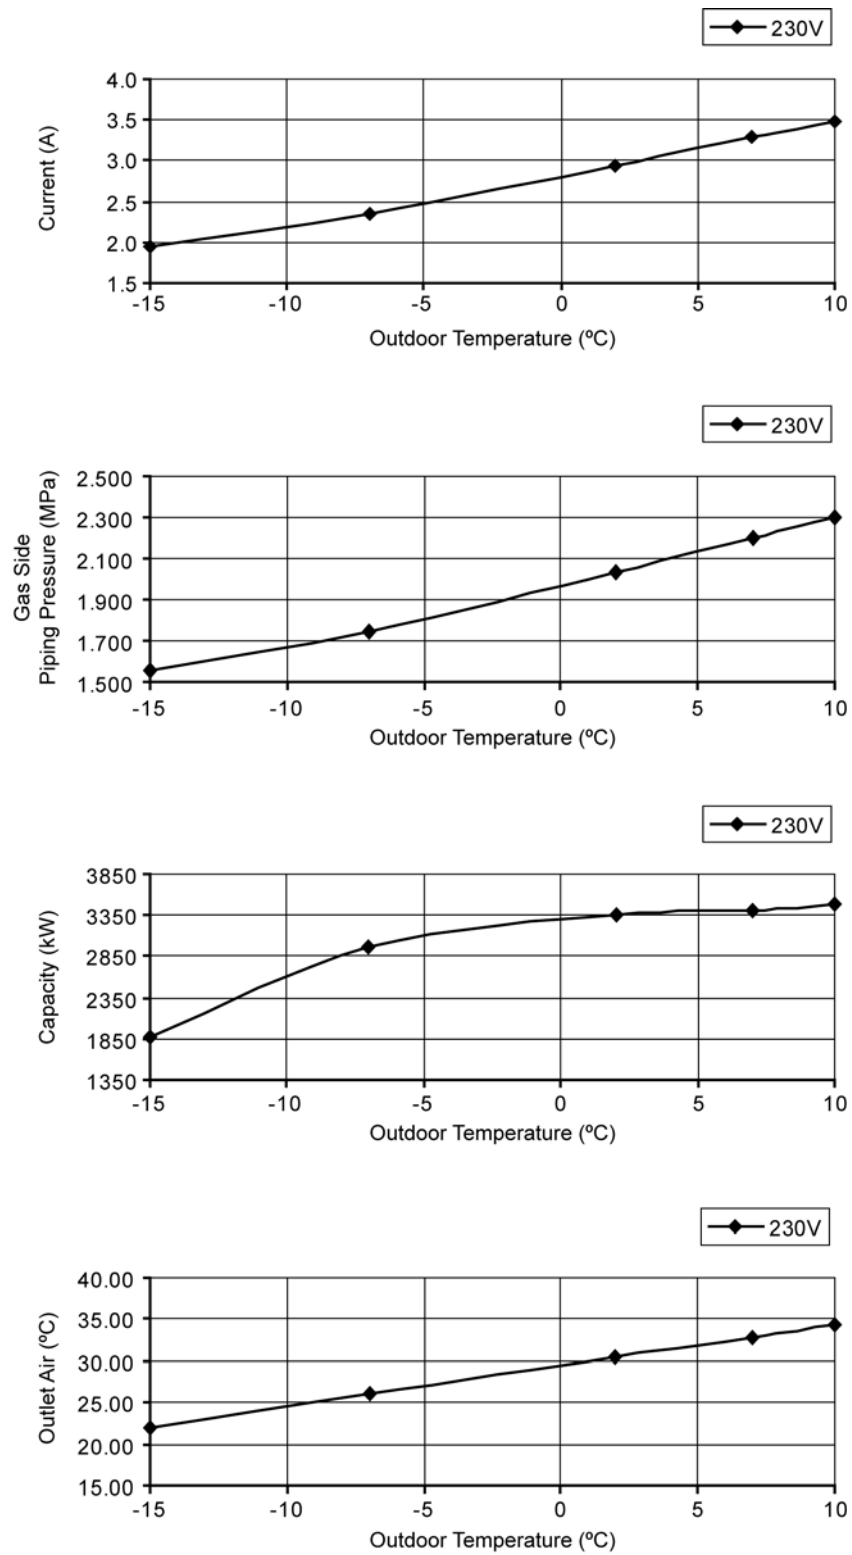 230V
4.0
3.5
3.0
2.5
2.0
1.5
Current (A)
-15 -10 -5 0 5 10
Outdoor Temperature (ºC)
230V
2.500
2.300
2.100
1.900
1.700
1.500
Gas Side
Piping Pressure (MPa)
-15 -10 -5 0 5 10
Outdoor Temperature (ºC)
230V
3850
3350
2850
2350
1850
1350
Capacity (kW)
-15 -10 -5 0 5 10
Outdoor Temperature (ºC)
230V
40.00
35.00
30.00
25.00
20.00
15.00
Outlet Air (ºC)
-15 -10 -5 0 5 10
Outdoor Temperature (ºC)